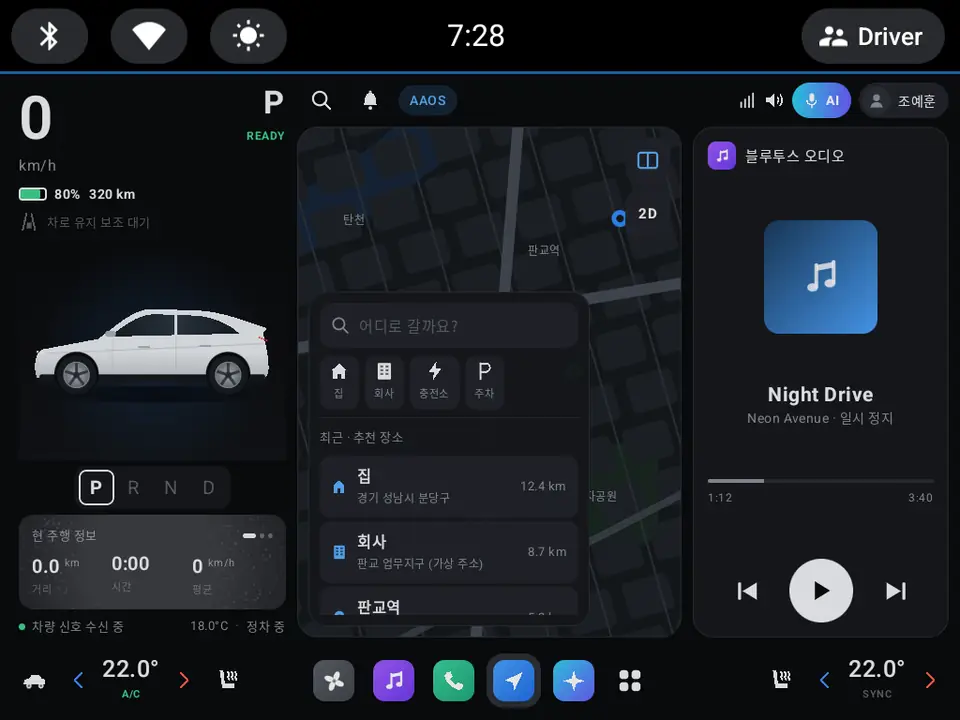 7:28
Driver
0
P
READY
km/h
80% 320 km
차로 유지 보조 대기
P R N D
현 주행 정보
0.0 km
거리
0:00
시간
0 km/h
평균
차량 신호 수신 중
18.0°C · 정차 중
AAOS
AI
조예훈
탄천
판교역
2D
어디로 갈까요?
집
회사
충전소
P
주차
최근 · 추천 장소
집
경기 성남시 분당구
12.4 km
회사
판교 업무지구 (가상 주소)
8.7 km
판교역
공원
블루투스 오디오
Night Drive
Neon Avenue · 일시 정지
1:12
3:40
22.0°
A/C
22.0°
SYNC